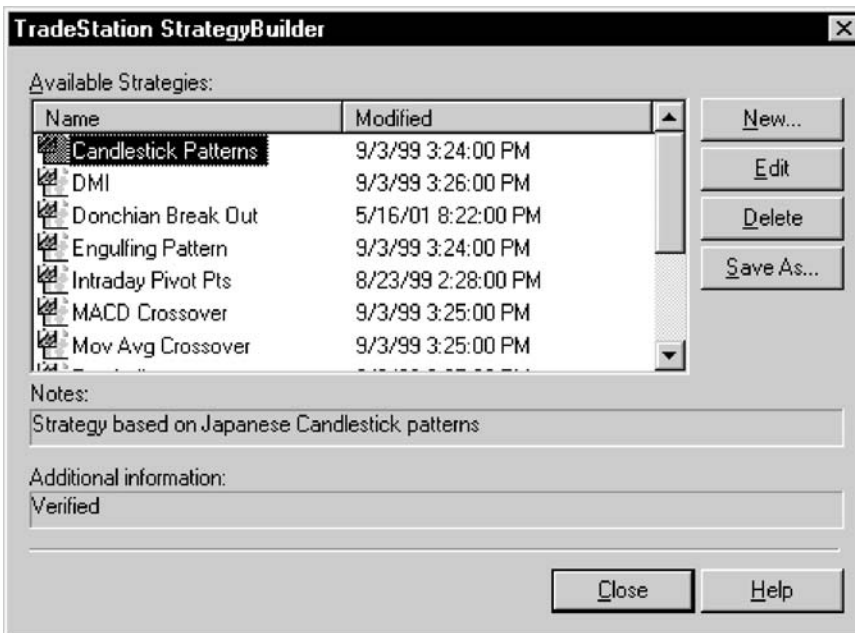 TradeStation StrategyBuilder
Available Strategies:
Name Modified
Candlestick Patterns 9/3/99 3:24:00 PM
DMI 9/3/99 3:26:00 PM
Donchian Break Out 5/16/01 8:22:00 PM
Engulfing Pattern 9/3/99 3:24:00 PM
Intraday Pivot Pts 8/23/99 2:28:00 PM
MACD Crossover 9/3/99 3:25:00 PM
Mov Avg Crossover 9/3/99 3:25:00 PM
New...
Edit
Delete
Save As...
Notes:
Strategy based on Japanese Candlestick patterns
Additional information:
Verified
Close Help